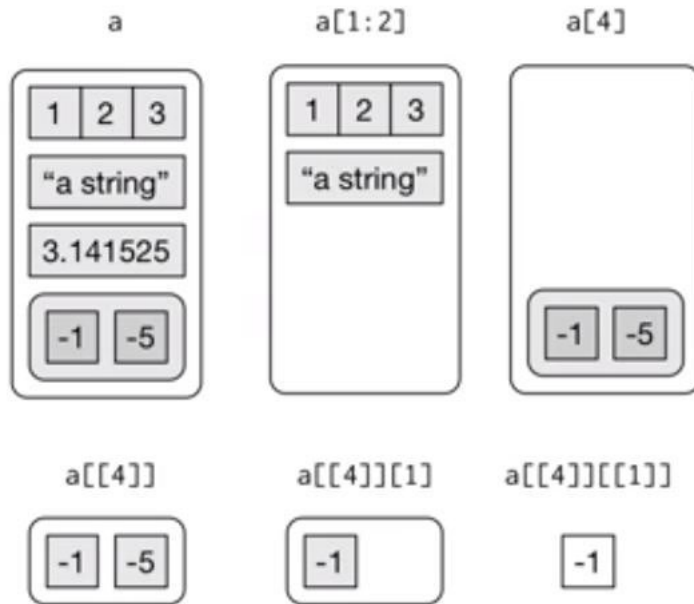 a a[1:2] a[4]
1 2 3 1 2 3
“a string” “a string”
3.141525
-1 -5 -1 -5
a[[4]] a[[4]][1] a[[4]][[1]]
-1 -5 -1 -1